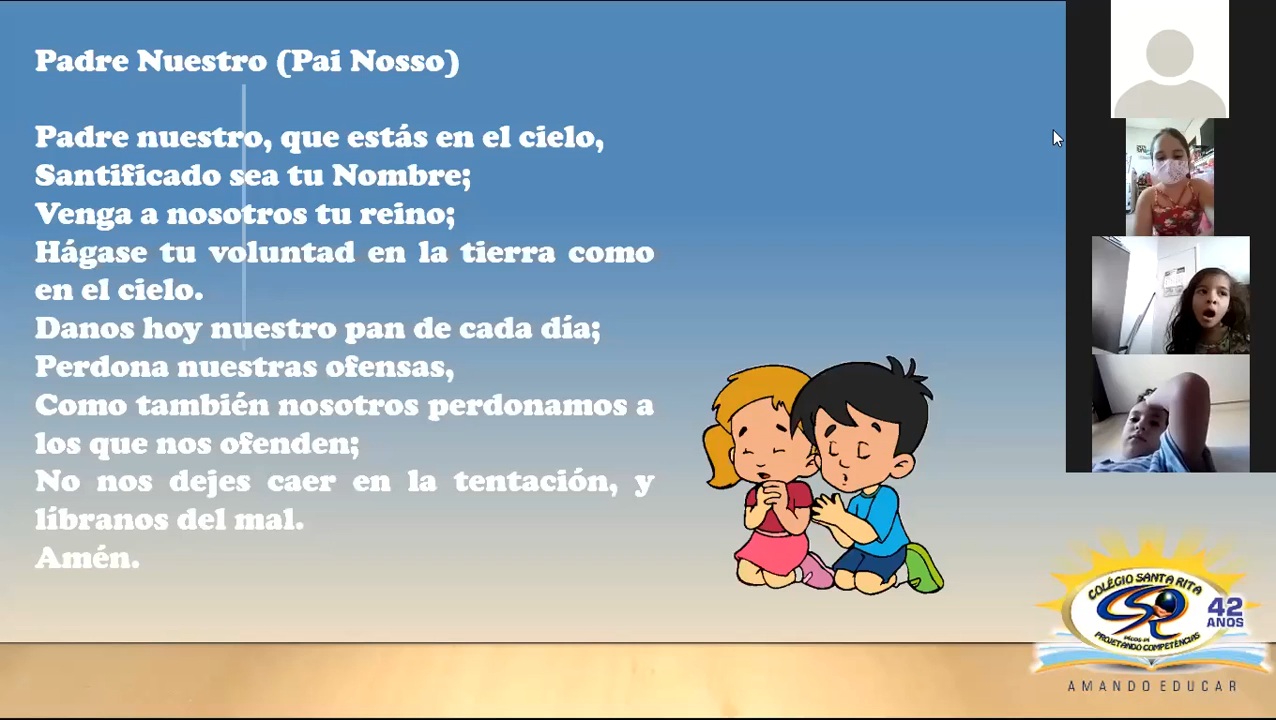 Padre Nuestro (Pai Nosso)
Padre nuestro, que estás en el cielo,
Santificado sea tu Nombre;
Venga a nosotros tu reino;
Hágase tu voluntad en la tierra como
en el cielo.
Danos hoy nuestro pan de cada día;
Perdona nuestras ofensas,
Como también nosotros perdonamos a
los que nos ofenden;
No nos dejes caer en la tentación, y
líbranos del mal.
Amén.
COLÉGIO SANTA RITA
CSR
42
ANOS
PROJETANDO COMPETÊNCIAS
AMANDO EDUCAR